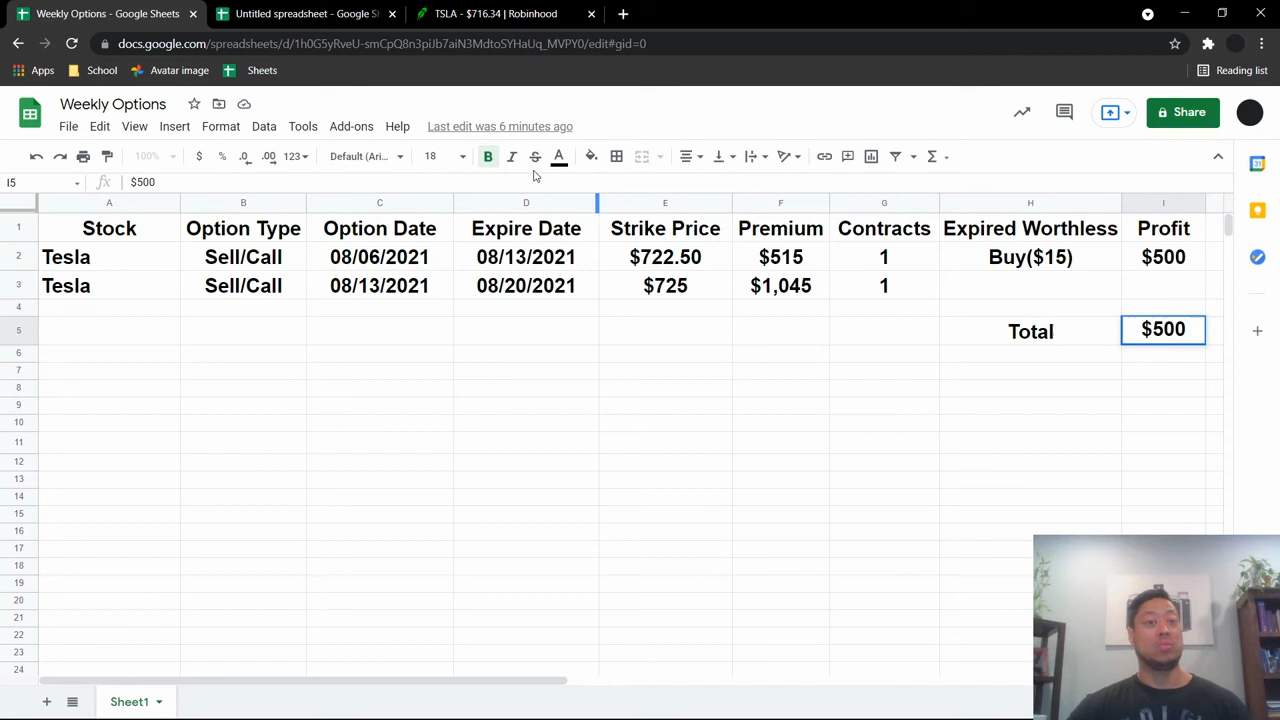 Weekly Options - Google Sheets
Untitled spreadsheet - Google Sh
TSLA - $716.34 | Robinhood
docs.google.com/spreadsheets/d/1h0G5yRveU-smCpQ8n3piJb7aiN3MdtoSYHaUq_MVPY0/edit#gid=0
Apps School Avatar image Sheets Reading list
Weekly Options
File Edit View Insert Format Data Tools Add-ons Help Last edit was 6 minutes ago
Share
100% $ % .0 .00 123 Default (Ari... 18 B I S A Σ
31
I5 fx $500
A B C D E F G H I
1 Stock Option Type Option Date Expire Date Strike Price Premium Contracts Expired Worthless Profit
2 Tesla Sell/Call 08/06/2021 08/13/2021 $722.50 $515 1 Buy($15) $500
3 Tesla Sell/Call 08/13/2021 08/20/2021 $725 $1,045 1
4
5 Total $500
6
7
8
9
10
11
12
13
14
15
16
17
18
19
20
21
22
23
24
Sheet1